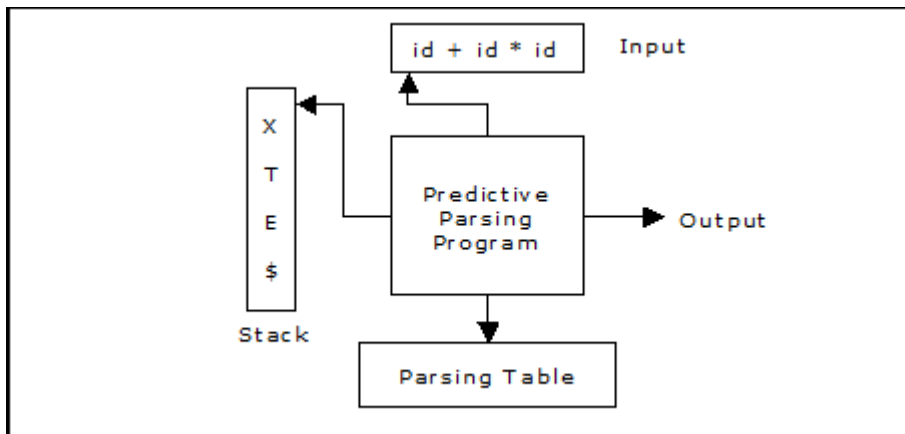 id + id * id
Input
X
T
E
$
Stack
Predictive
Parsing
Program
Output
Parsing Table